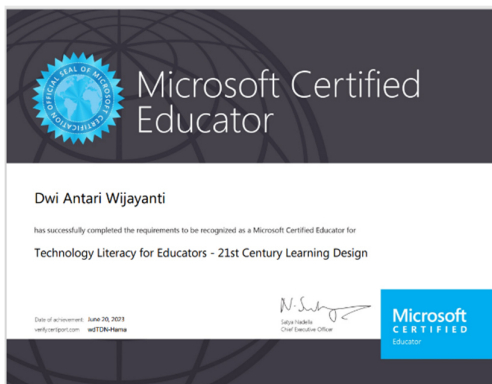 OFFICIAL SEAL OF MICROSOFT CERTIFICATION
Microsoft Certified
Educator
Dwi Antari Wijayanti
has successfully completed the requirements to be recognized as a Microsoft Certified Educator for
Technology Literacy for Educators - 21st Century Learning Design
Date of achievement: June 20, 2023
verify.certiport.com wdTDN-Hama
Satya Nadella
Chief Executive Officer
Microsoft
CERTIFIED
Educator